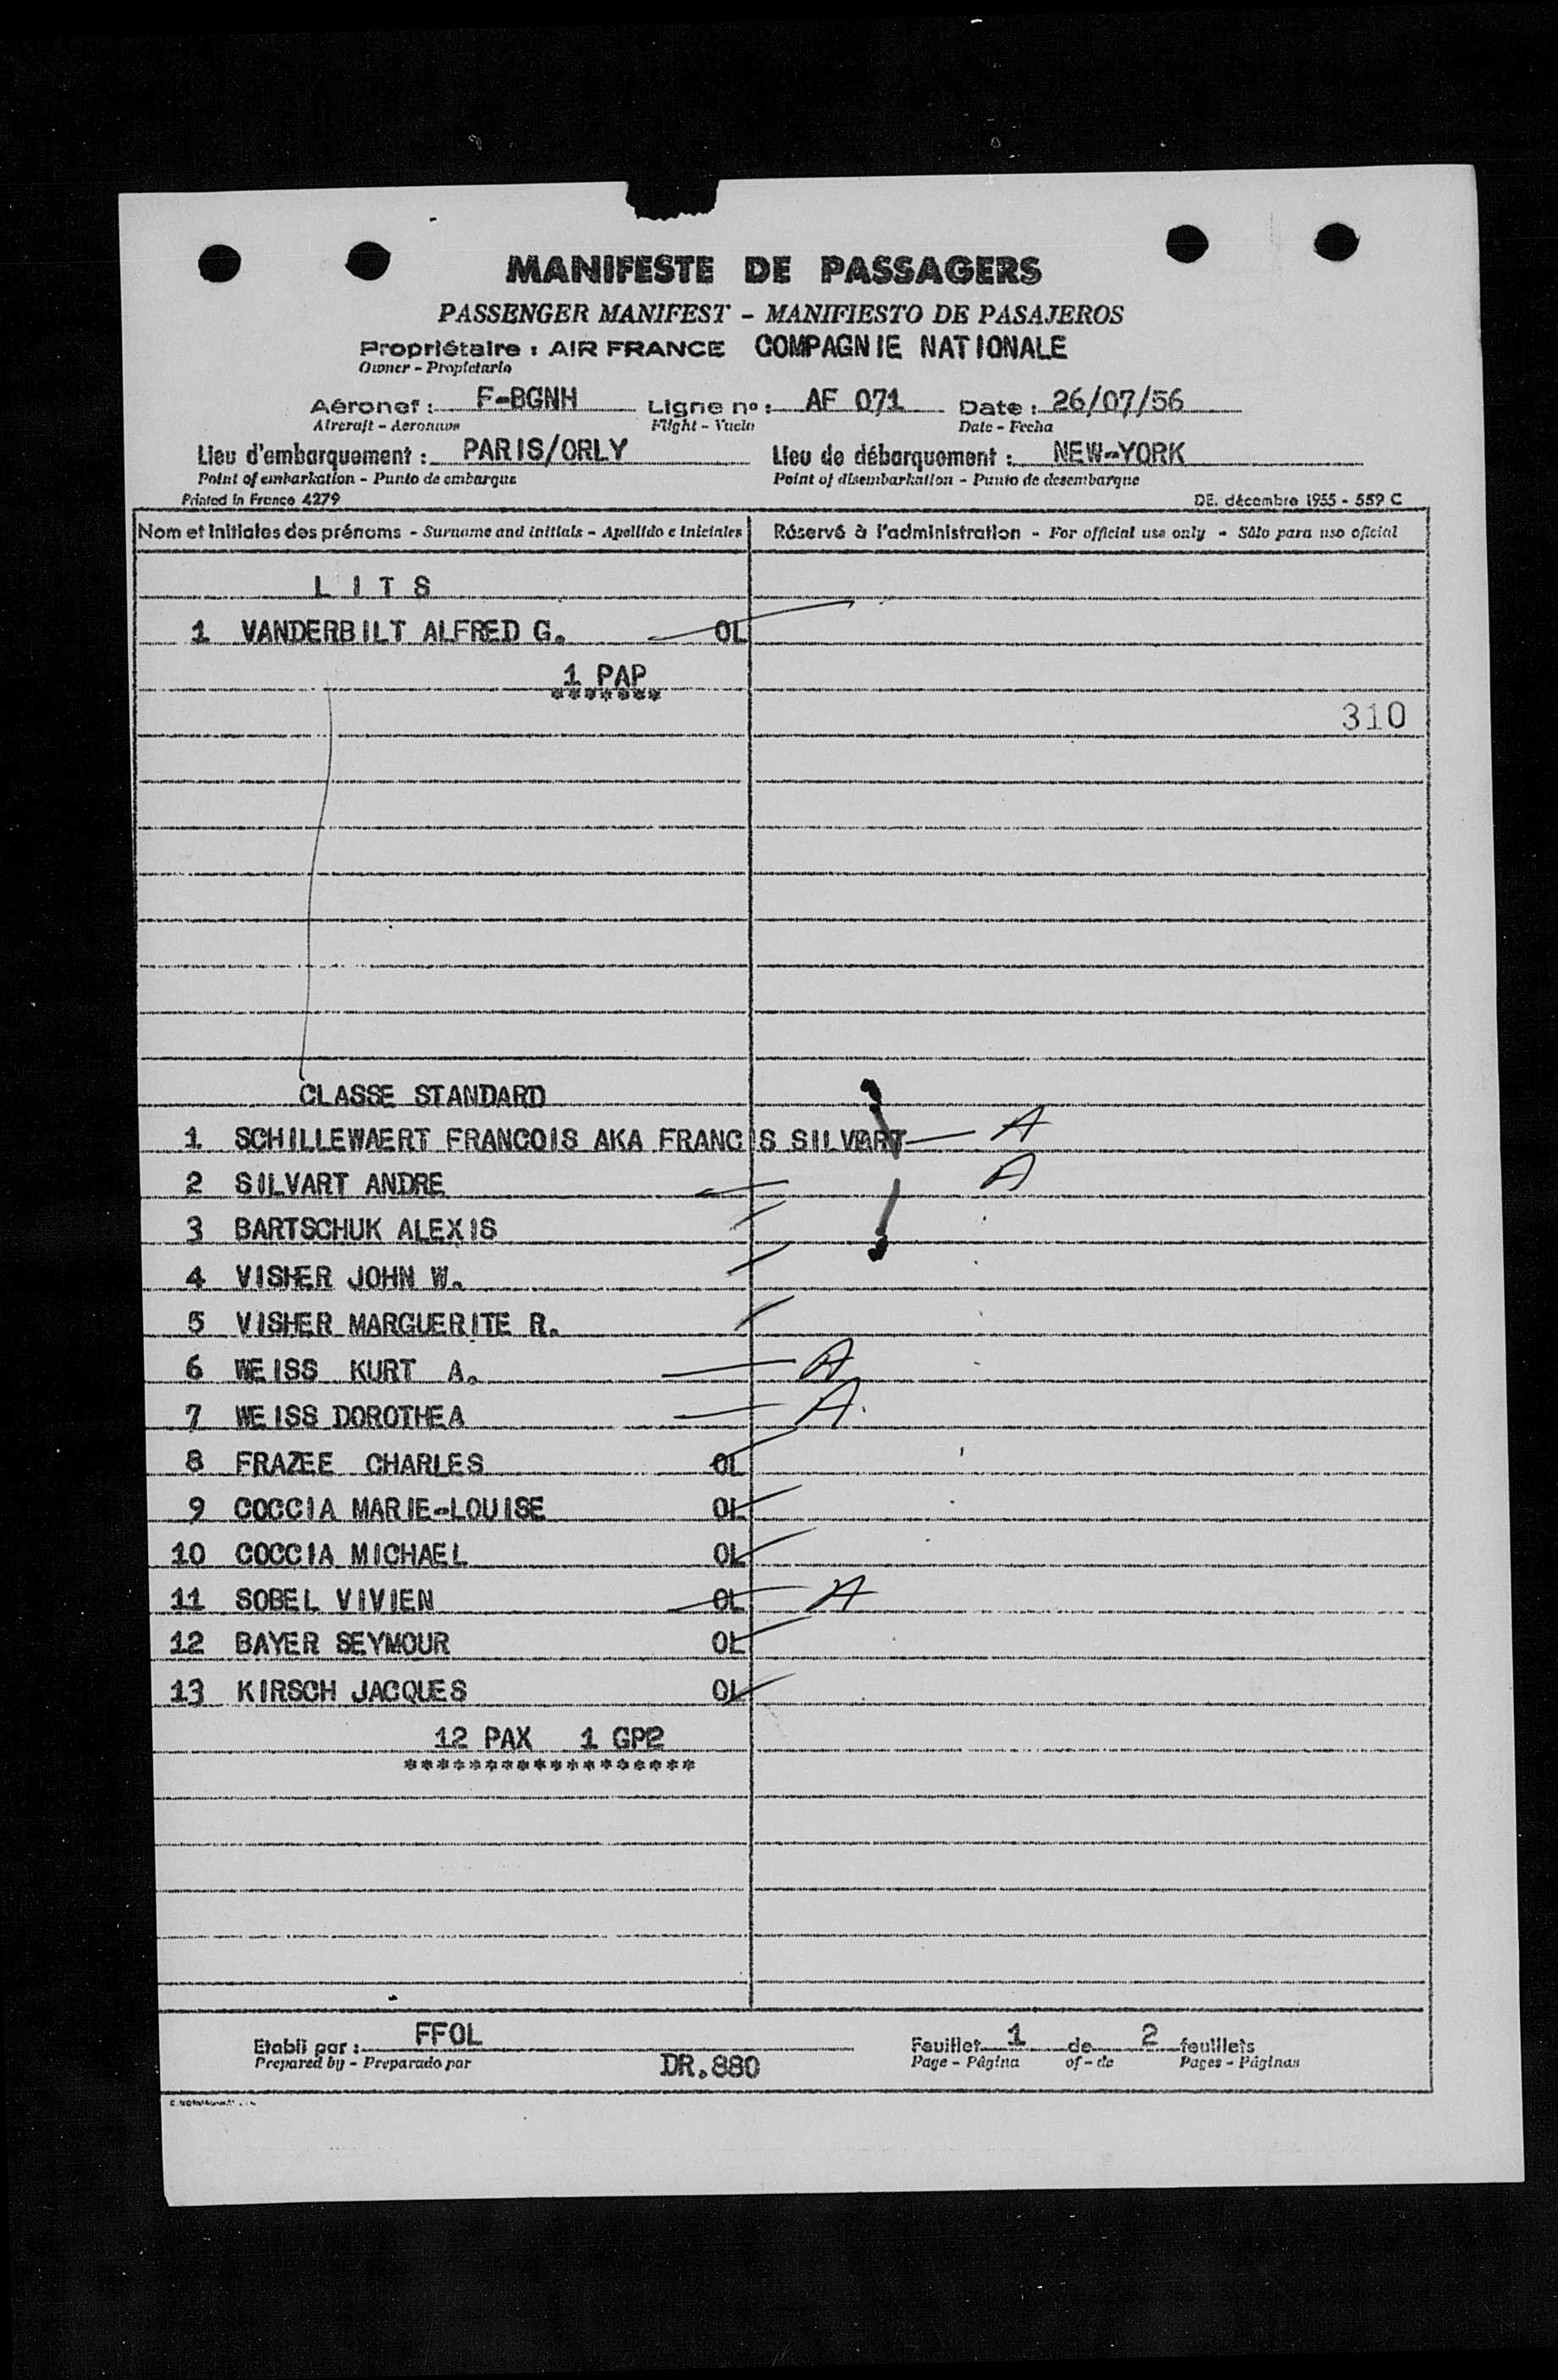 MANIFESTE DE PASSAGERS
PASSENGER MANIFEST - MANIFIESTO DE PASAJEROS
Propriétaire : AIR FRANCE COMPAGNIE NATIONALE
Owner - Propietario
Aéronef : F-BGNH Ligne nº : AF 071 Date : 26/07/56
Aircraft - Aeronave Flight - Vuelo Date - Fecha
Lieu d'embarquement : PARIS/ORLY Lieu de débarquement : NEW-YORK
Point of embarkation - Punto de embarque Point of disembarkation - Punto de desembarque
Printed in France 4279 DE. décembre 1955 - 559 C
Nom et initiales des prénoms - Surname and initials - Apellido e iniciales Réservé à l'administration - For official use only - Sólo para uso oficial
L I T S
1 VANDERBILT ALFRED G. OL
1 PAP
*******
310
CLASSE STANDARD
1 SCHILLEWAERT FRANCOIS AKA FRANCIS SILVART A
2 SILVART ANDRE A
3 BARTSCHUK ALEXIS
4 VISHER JOHN W.
5 VISHER MARGUERITE R.
6 WEISS KURT A. A
7 WEISS DOROTHEA A.
8 FRAZEE CHARLES OL
9 COCCIA MARIE-LOUISE OL
10 COCCIA MICHAEL OL
11 SOBEL VIVIEN OL A
12 BAYER SEYMOUR OL
13 KIRSCH JACQUES OL
12 PAX 1 GP2
******************
Etabli par : FFOL Feuillet 1 de 2 feuillets
Prepared by - Preparado por DR.880 Page - Página of - de Pages - Páginas